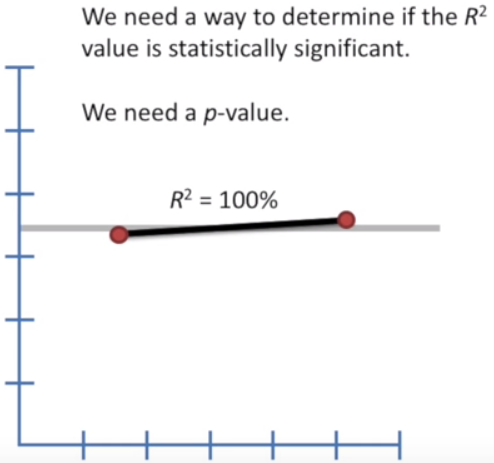 We need a way to determine if the R²
value is statistically significant.
We need a p-value.
R² = 100%